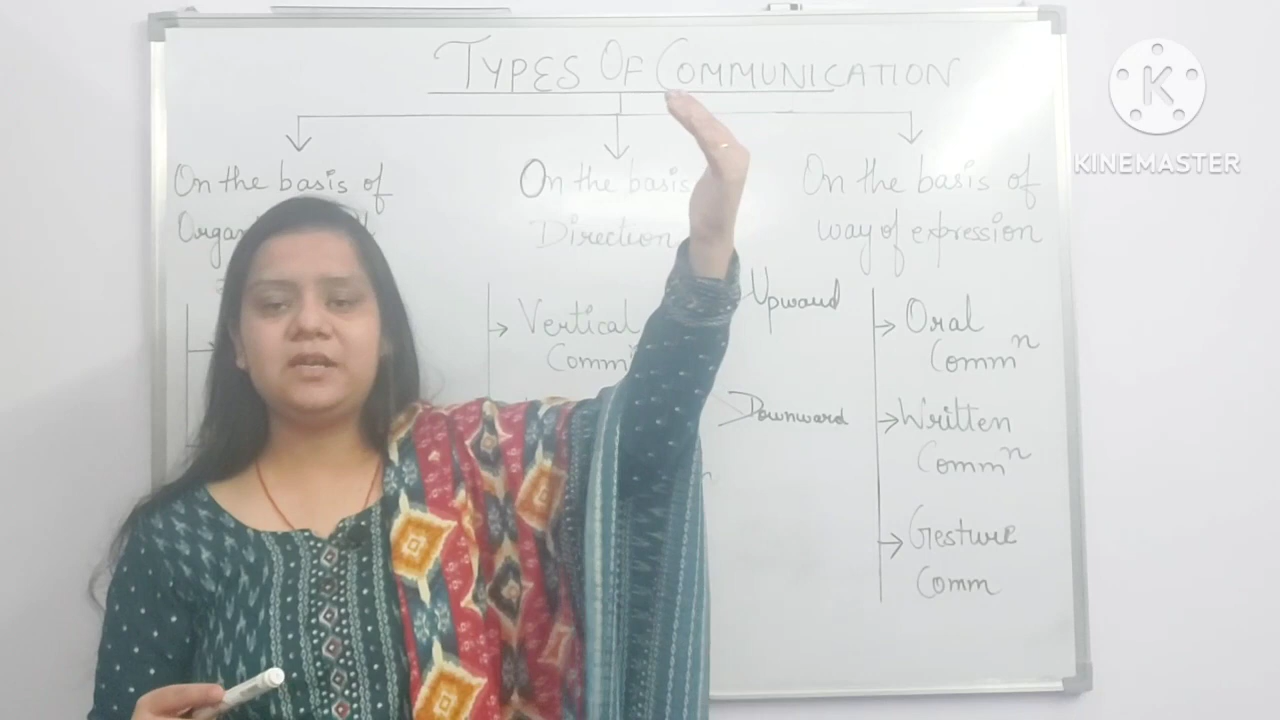 TYPES OF COMMUNICATION
On the basis of
On the basis
Direction
On the basis of
way of expression
Vertical
Comm
Upward
Downward
→ Oral
Commⁿ
→ Written
Commⁿ
→ Gesture
Comm
K
KINEMASTER